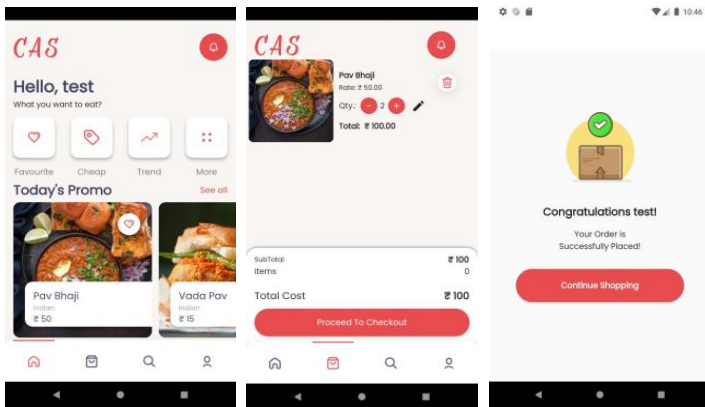 CAS
Hello, test
What you want to eat?
Favourite Cheap Trend More
Today's Promo See all
Pav Bhaji
Indian
₹ 50
Vada Pav
Indian
₹ 15
CAS
Pav Bhaji
Rate: ₹ 50.00
Qty.: - 2 +
Total: ₹ 100.00
SubTotal ₹ 100
Items 0
Total Cost ₹ 100
Proceed To Checkout
10:46
Congratulations test!
Your Order is
Successfully Placed!
Continue Shopping